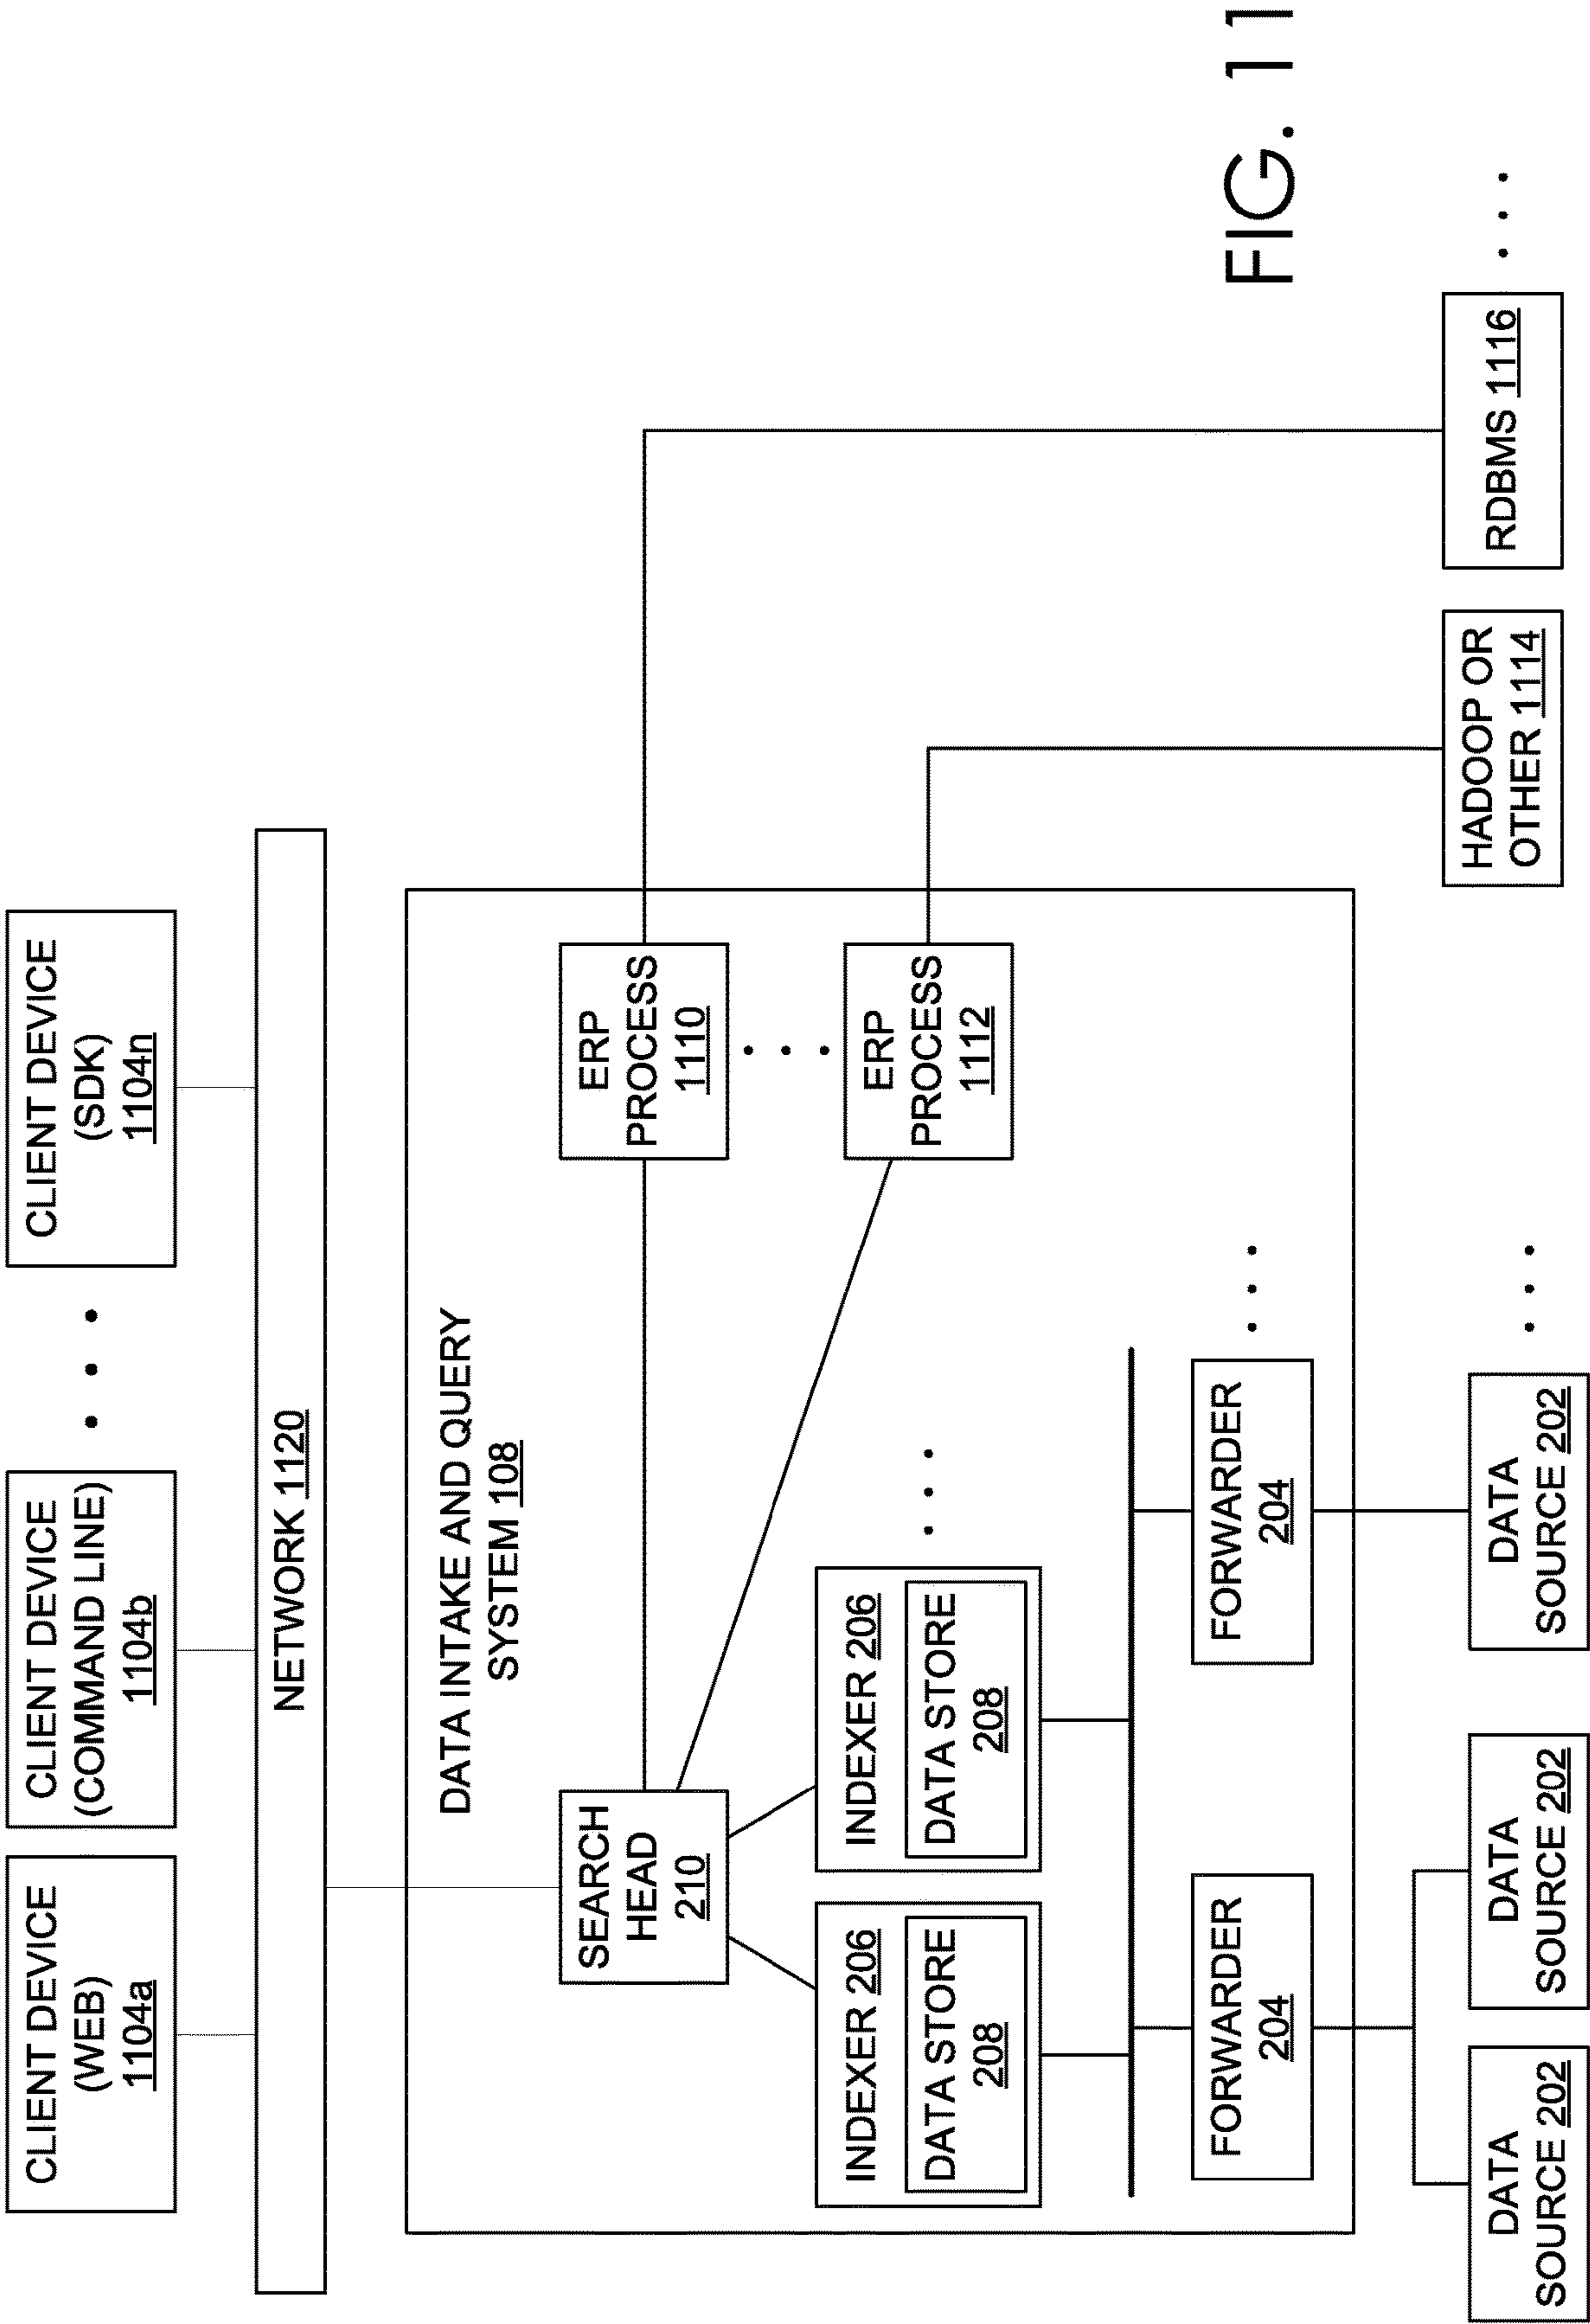 CLIENT DEVICE
(WEB)
1104a
CLIENT DEVICE
(COMMAND LINE)
1104b
• • •
CLIENT DEVICE
(SDK)
1104n
NETWORK 1120
DATA INTAKE AND QUERY
SYSTEM 108
SEARCH
HEAD
210
ERP
PROCESS
1110
• • •
ERP
PROCESS
1112
INDEXER 206
DATA STORE
208
INDEXER 206
DATA STORE
208
• • •
FORWARDER
204
FORWARDER
204
• • •
DATA
SOURCE 202
DATA
SOURCE 202
DATA
SOURCE 202
• • •
HADOOP OR
OTHER 1114
RDBMS 1116
• • •
FIG. 11